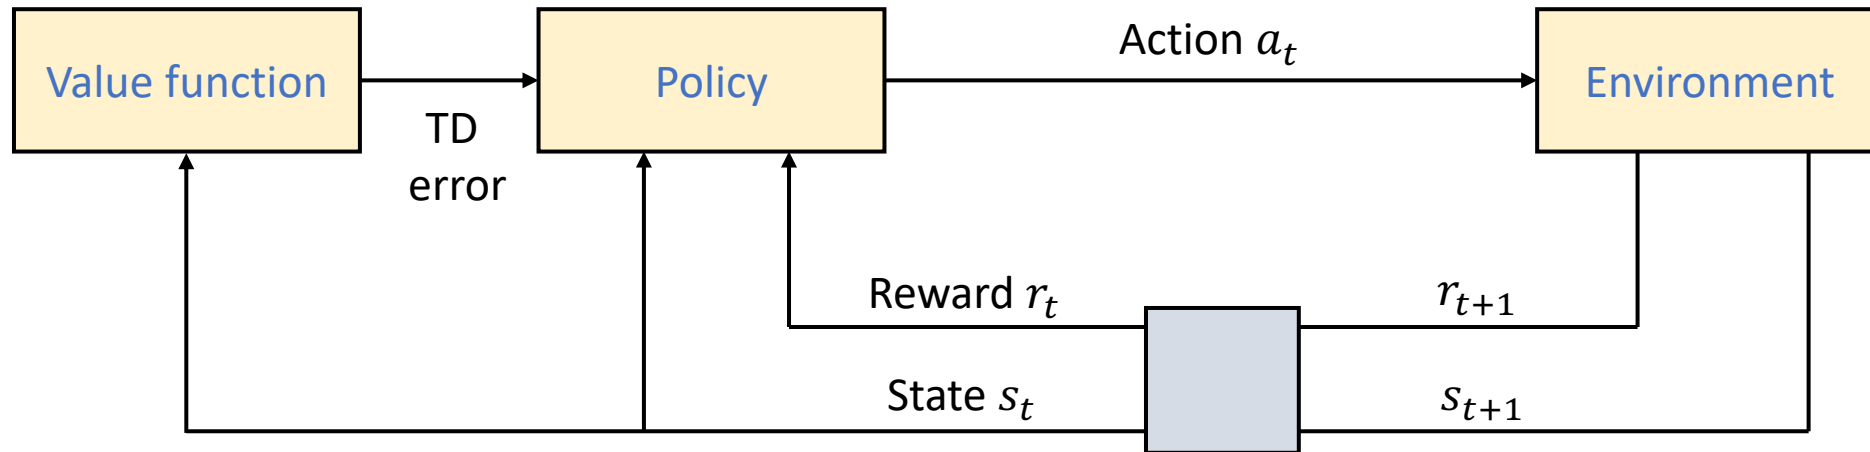 Value function
TD
error
Policy
Action $a_t$
Environment
Reward $r_t$
$r_{t+1}$
State $s_t$
$s_{t+1}$